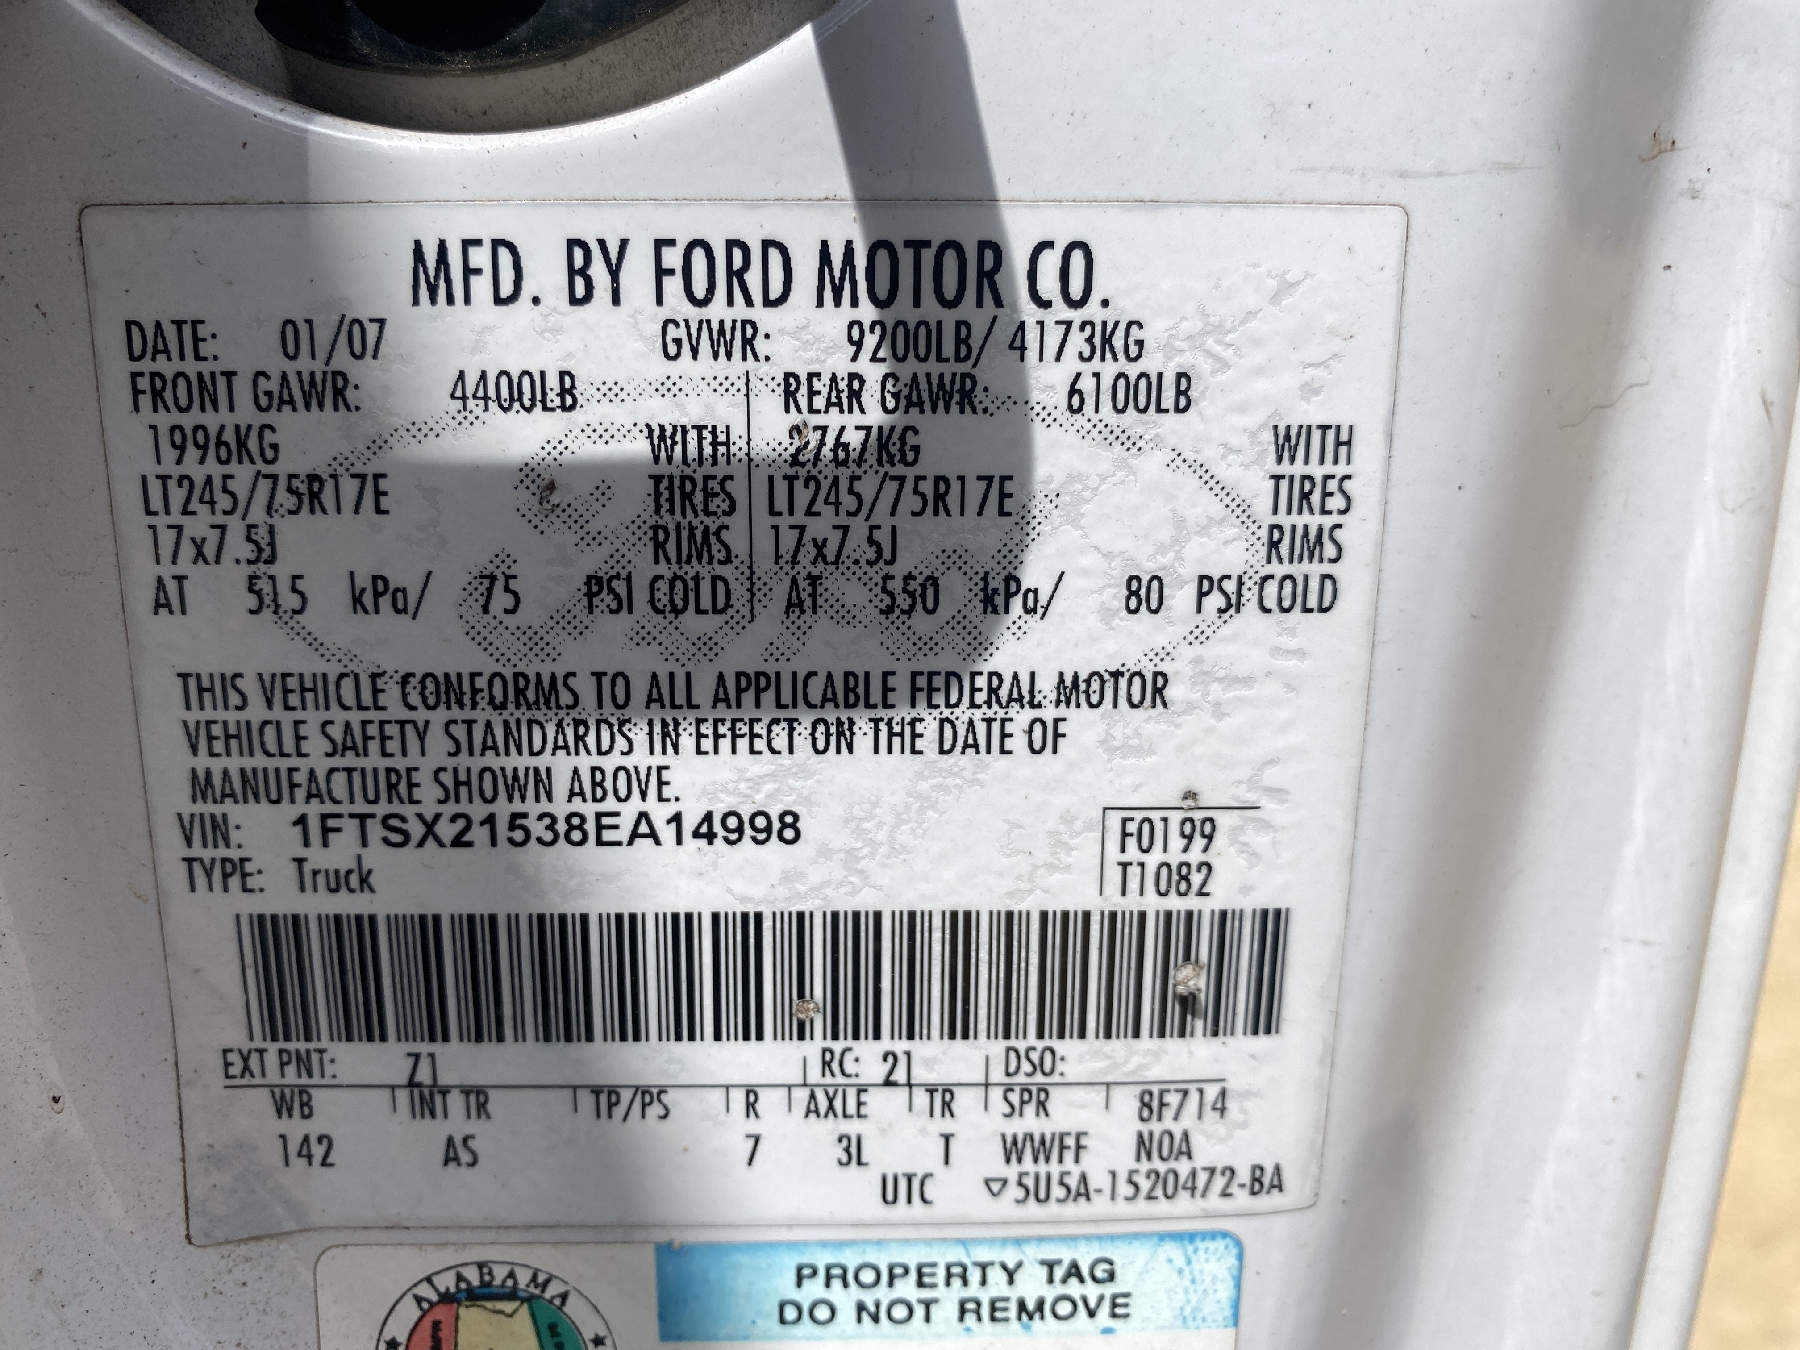 MFD. BY FORD MOTOR CO.
DATE: 01/07 GVWR: 9200LB/ 4173KG
FRONT GAWR: 4400LB REAR GAWR: 6100LB
1996KG WITH 2767KG WITH
LT245/75R17E TIRES LT245/75R17E TIRES
17x7.5J RIMS 17x7.5J RIMS
AT 515 kPa/ 75 PSI COLD AT 550 kPa/ 80 PSI COLD
THIS VEHICLE CONFORMS TO ALL APPLICABLE FEDERAL MOTOR
VEHICLE SAFETY STANDARDS IN EFFECT ON THE DATE OF
MANUFACTURE SHOWN ABOVE.
VIN: 1FTSX21538EA14998 F0199
TYPE: Truck T1082
EXT PNT: Z1 RC: 21 DSO:
WB INT TR TP/PS R AXLE TR SPR 8F714
142 AS 7 3L T WWFF NOA
UTC ▽5U5A-1520472-BA
PROPERTY TAG
DO NOT REMOVE
ALABAMA